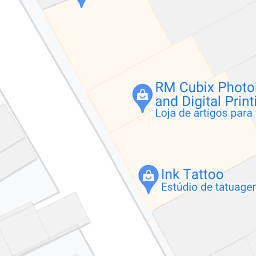 RM Cubix Photo
and Digital Printi
Loja de artigos para
Ink Tattoo
Estúdio de tatuager